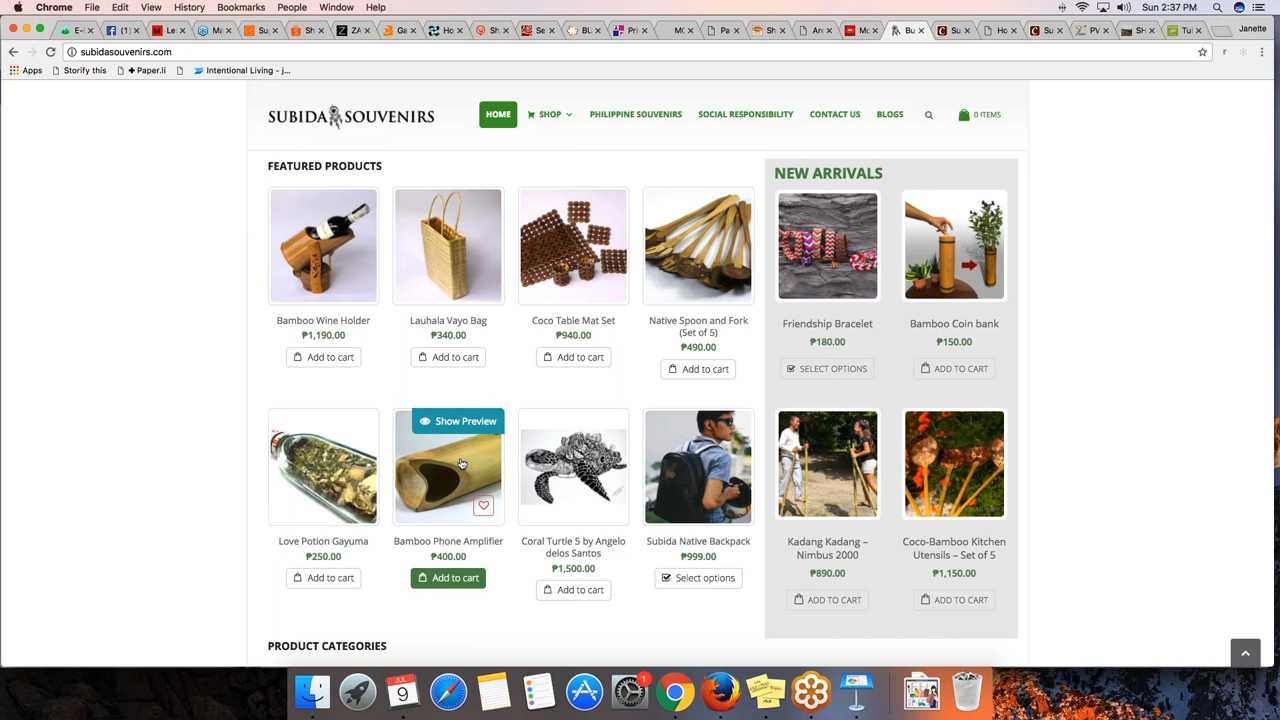 Chrome File Edit View History Bookmarks People Window Help Sun 2:37 PM
Janette
subidasouvenirs.com
Apps Storify this Paper.li Intentional Living - j...
SUBIDA SOUVENIRS HOME SHOP PHILIPPINE SOUVENIRS SOCIAL RESPONSIBILITY CONTACT US BLOGS 0 ITEMS
FEATURED PRODUCTS
NEW ARRIVALS
Bamboo Wine Holder
₱1,190.00
Add to cart
Lauhala Vayo Bag
₱340.00
Add to cart
Coco Table Mat Set
₱940.00
Add to cart
Native Spoon and Fork
(Set of 5)
₱490.00
Add to cart
Friendship Bracelet
₱180.00
SELECT OPTIONS
Bamboo Coin bank
₱150.00
ADD TO CART
Love Potion Gayuma
₱250.00
Add to cart
Show Preview
Bamboo Phone Amplifier
₱400.00
Add to cart
Coral Turtle 5 by Angelo
delos Santos
₱1,500.00
Add to cart
Subida Native Backpack
₱999.00
Select options
Kadang Kadang –
Nimbus 2000
₱890.00
ADD TO CART
Coco-Bamboo Kitchen
Utensils – Set of 5
₱1,150.00
ADD TO CART
PRODUCT CATEGORIES
JUL
9
1